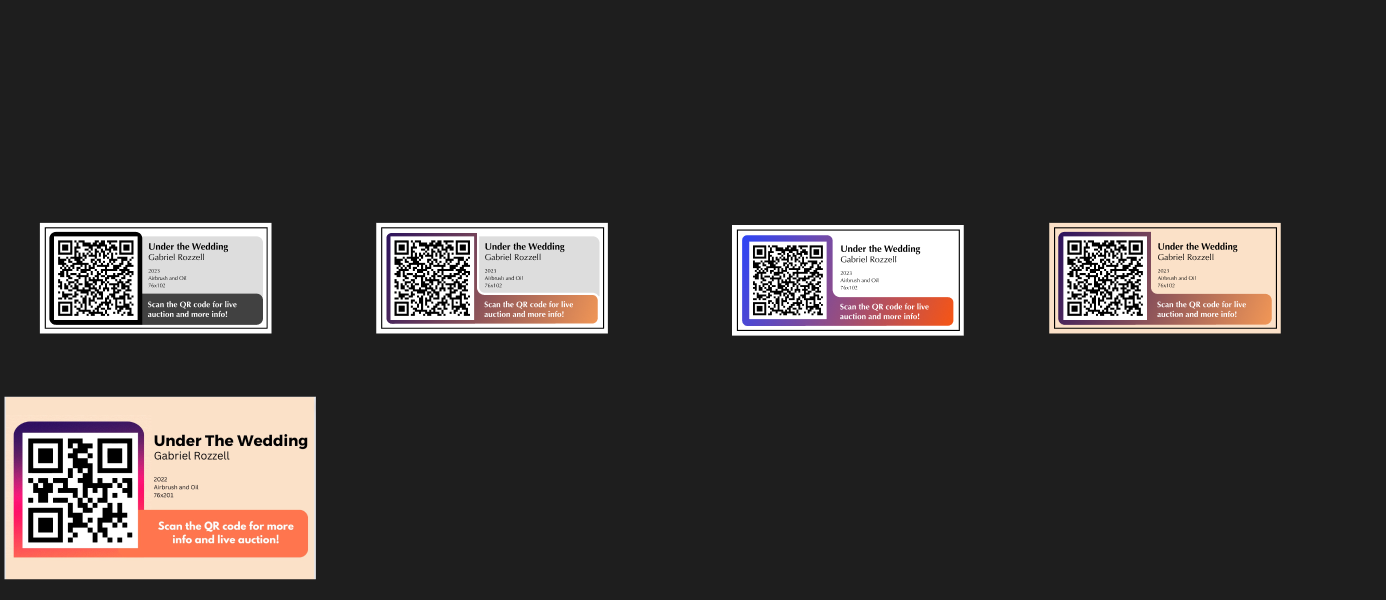 Under the Wedding
Gabriel Rozzell
2023
Airbrush and Oil
76x102
Scan the QR code for live
auction and more info!
Under the Wedding
Gabriel Rozzell
2023
Airbrush and Oil
76x102
Scan the QR code for live
auction and more info!
Under the Wedding
Gabriel Rozzell
2023
Airbrush and Oil
76x102
Scan the QR code for live
auction and more info!
Under the Wedding
Gabriel Rozzell
2023
Airbrush and Oil
76x102
Scan the QR code for live
auction and more info!
Under The Wedding
Gabriel Rozzell
2022
Airbrush and Oil
76x201
Scan the QR code for more
info and live auction!